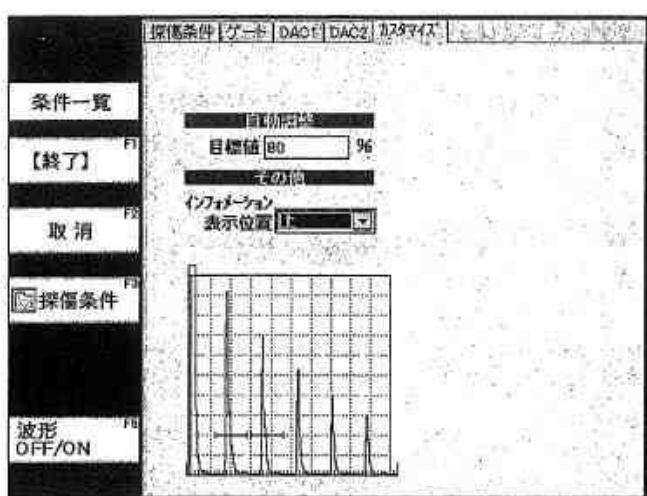 探傷条件 ゲート DAC1 DAC2 カスタマイズ
条件一覧
【終了】 F1
取消 F2
探傷条件 F3
波形 F5
OFF/ON
目標値 80 %
その他
インフォメーション
表示位置 上